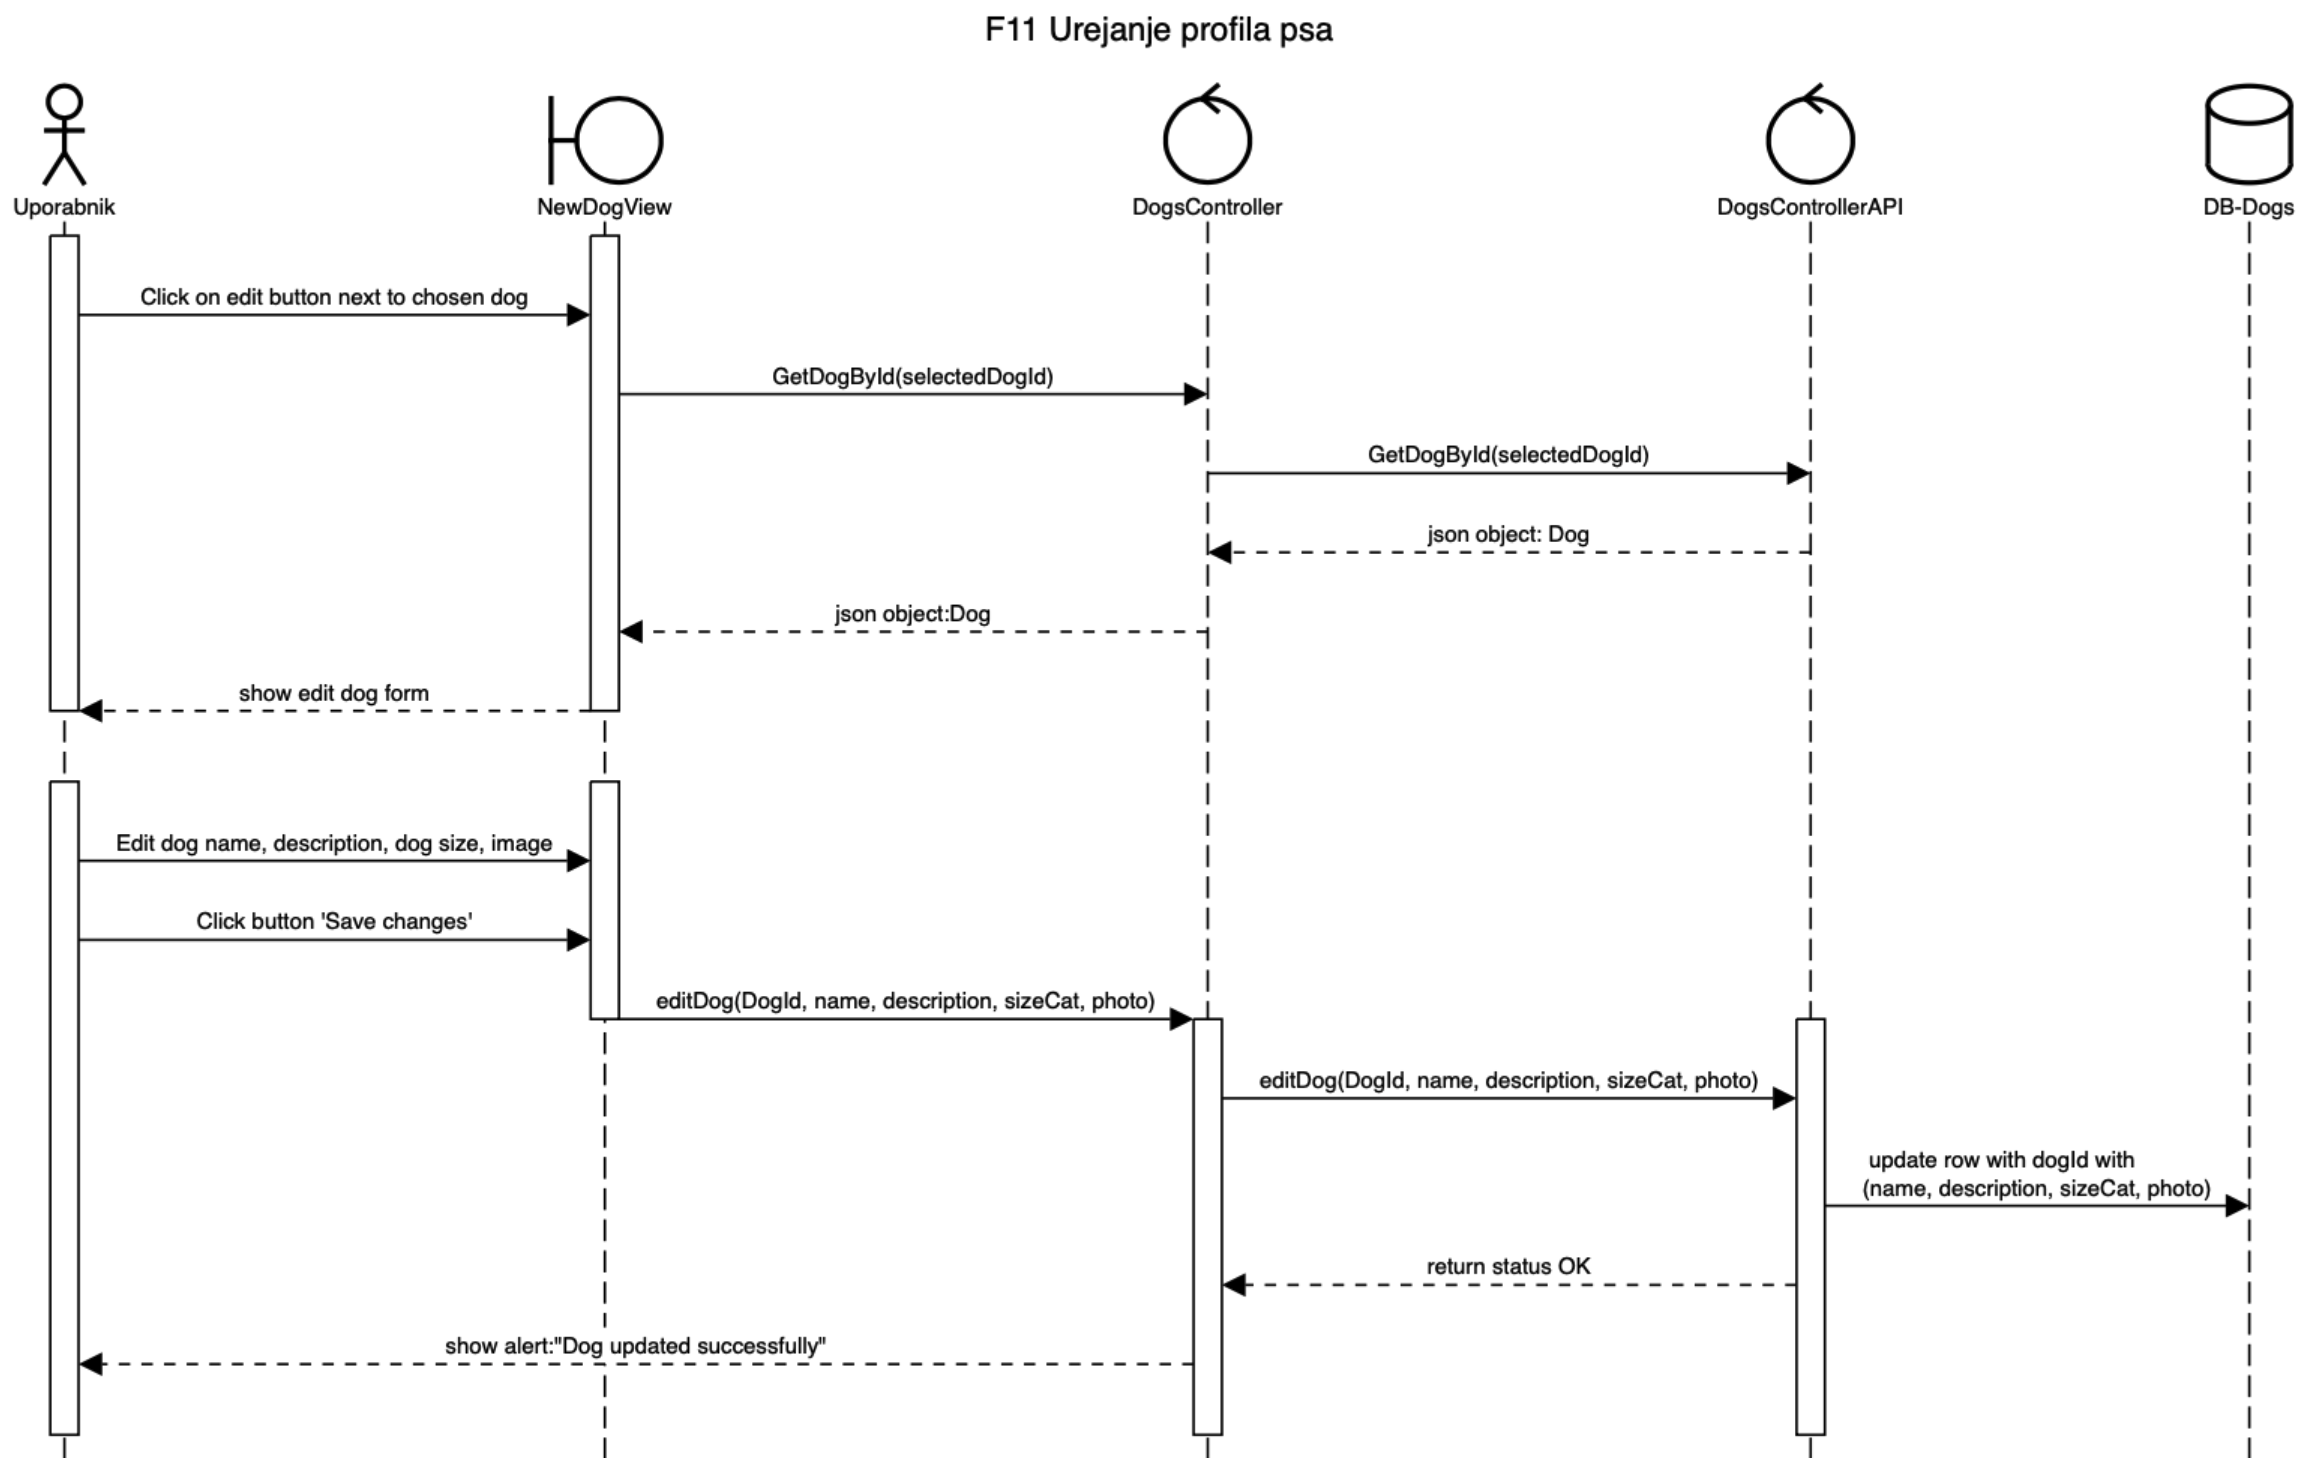 F11 Urejanje profila psa
Uporabnik
NewDogView
DogsController
DogsControllerAPI
DB-Dogs
Click on edit button next to chosen dog
GetDogById(selectedDogId)
GetDogById(selectedDogId)
json object: Dog
json object:Dog
show edit dog form
Edit dog name, description, dog size, image
Click button 'Save changes'
editDog(DogId, name, description, sizeCat, photo)
editDog(DogId, name, description, sizeCat, photo)
update row with dogId with
(name, description, sizeCat, photo)
return status OK
show alert:"Dog updated successfully"